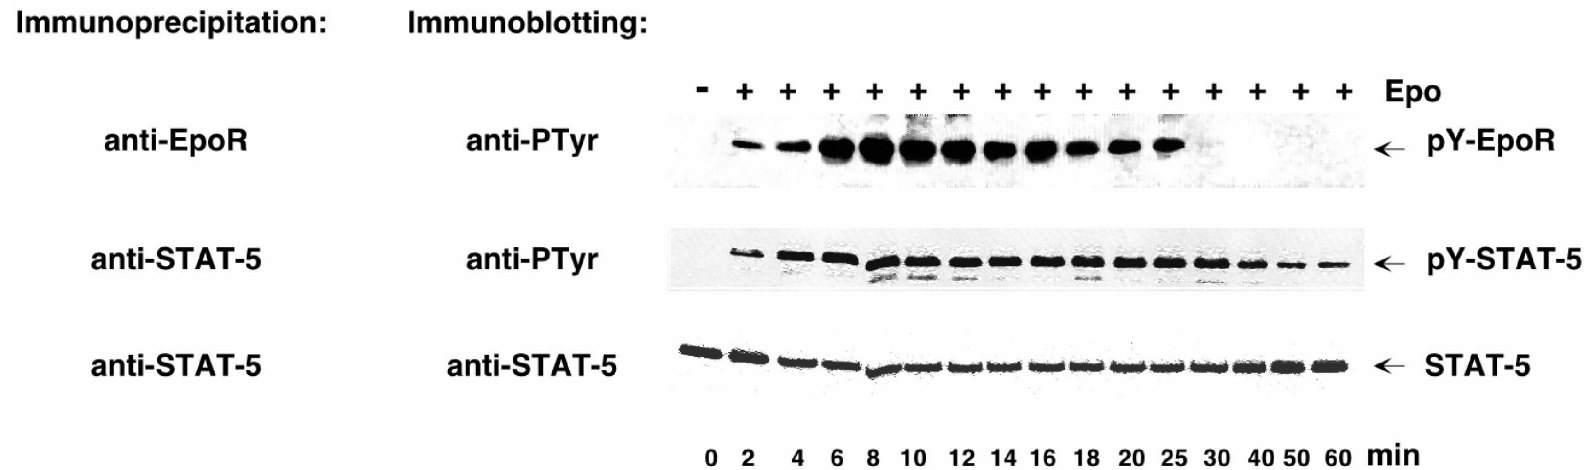 Immunoprecipitation: Immunoblotting:
- + + + + + + + + + + + + + + + Epo
anti-EpoR anti-PTyr ← pY-EpoR
anti-STAT-5 anti-PTyr ← pY-STAT-5
anti-STAT-5 anti-STAT-5 ← STAT-5
0 2 4 6 8 10 12 14 16 18 20 25 30 40 50 60 min